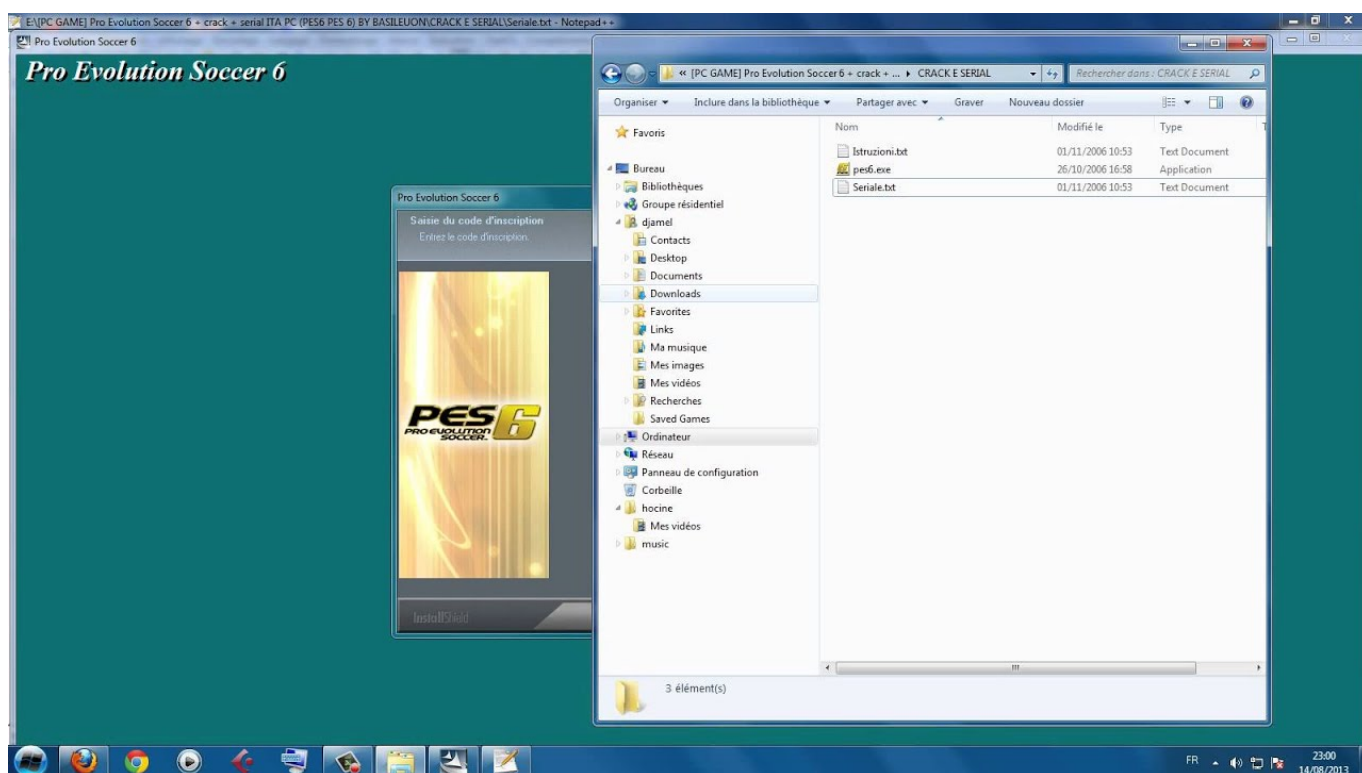 E:\[PC GAME] Pro Evolution Soccer 6 + crack + serial ITA PC (PES6 PES 6) BY BASILEUON\CRACK E SERIAL\Seriale.txt - Notepad++
Pro Evolution Soccer 6
Pro Evolution Soccer 6
« [PC GAME] Pro Evolution Soccer 6 + crack + ... CRACK E SERIAL
Rechercher dans : CRACK E SERIAL
Organiser Inclure dans la bibliothèque Partager avec Graver Nouveau dossier
Nom Modifié le Type T
Istruzioni.txt 01/11/2006 10:53 Text Document
pes6.exe 26/10/2006 16:58 Application
Seriale.txt 01/11/2006 10:53 Text Document
Favoris
Bureau
Bibliothèques
Groupe résidentiel
djamel
Contacts
Desktop
Documents
Downloads
Favorites
Links
Ma musique
Mes images
Mes vidéos
Recherches
Saved Games
Ordinateur
Réseau
Panneau de configuration
Corbeille
hocine
Mes vidéos
music
3 élément(s)
Pro Evolution Soccer 6
Saisie du code d'inscription
Entrez le code d'inscription.
PES 6
PRO EVOLUTION
SOCCER.
InstallShield
FR
23:00
14/08/2013